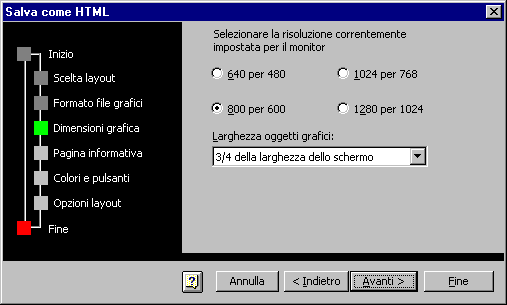 Salva come HTML
Inizio
Scelta layout
Formato file grafici
Dimensioni grafica
Pagina informativa
Colori e pulsanti
Opzioni layout
Fine
Selezionare la risoluzione correntemente
impostata per il monitor
640 per 480
1024 per 768
800 per 600
1280 per 1024
Larghezza oggetti grafici:
3/4 della larghezza dello schermo
?
Annulla
< Indietro
Avanti >
Fine